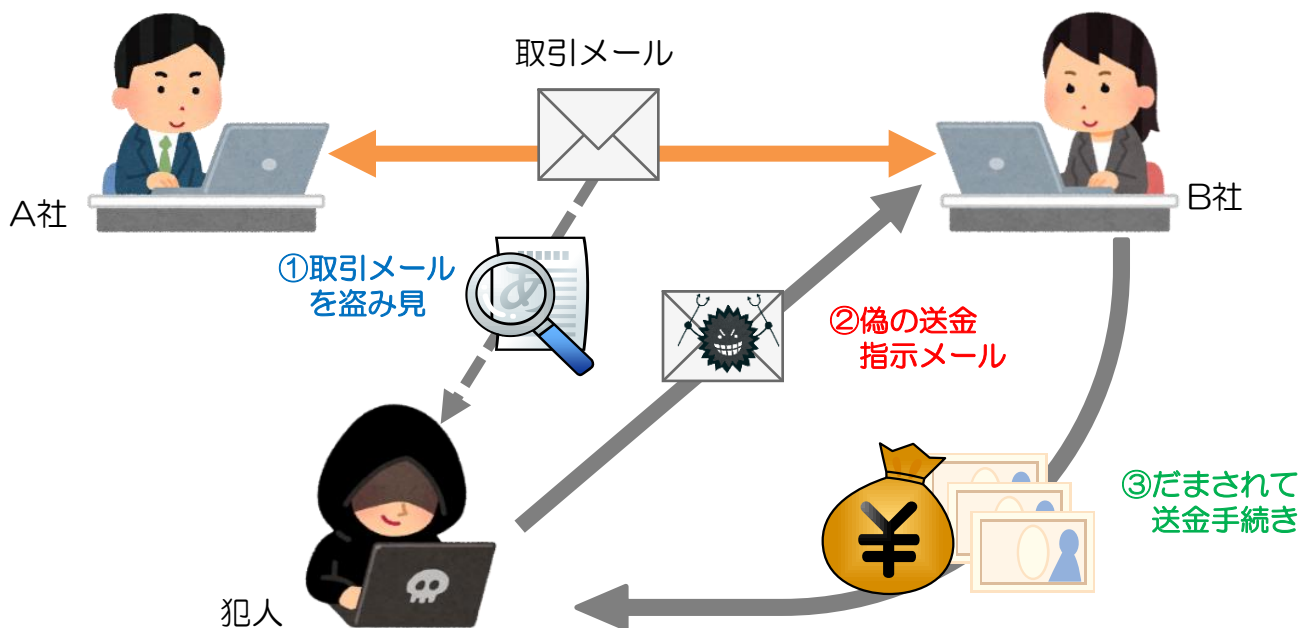 取引メール
A社
B社
①取引メール
を盗み見
②偽の送金
指示メール
③だまされて
送金手続き
犯人
あ
¥